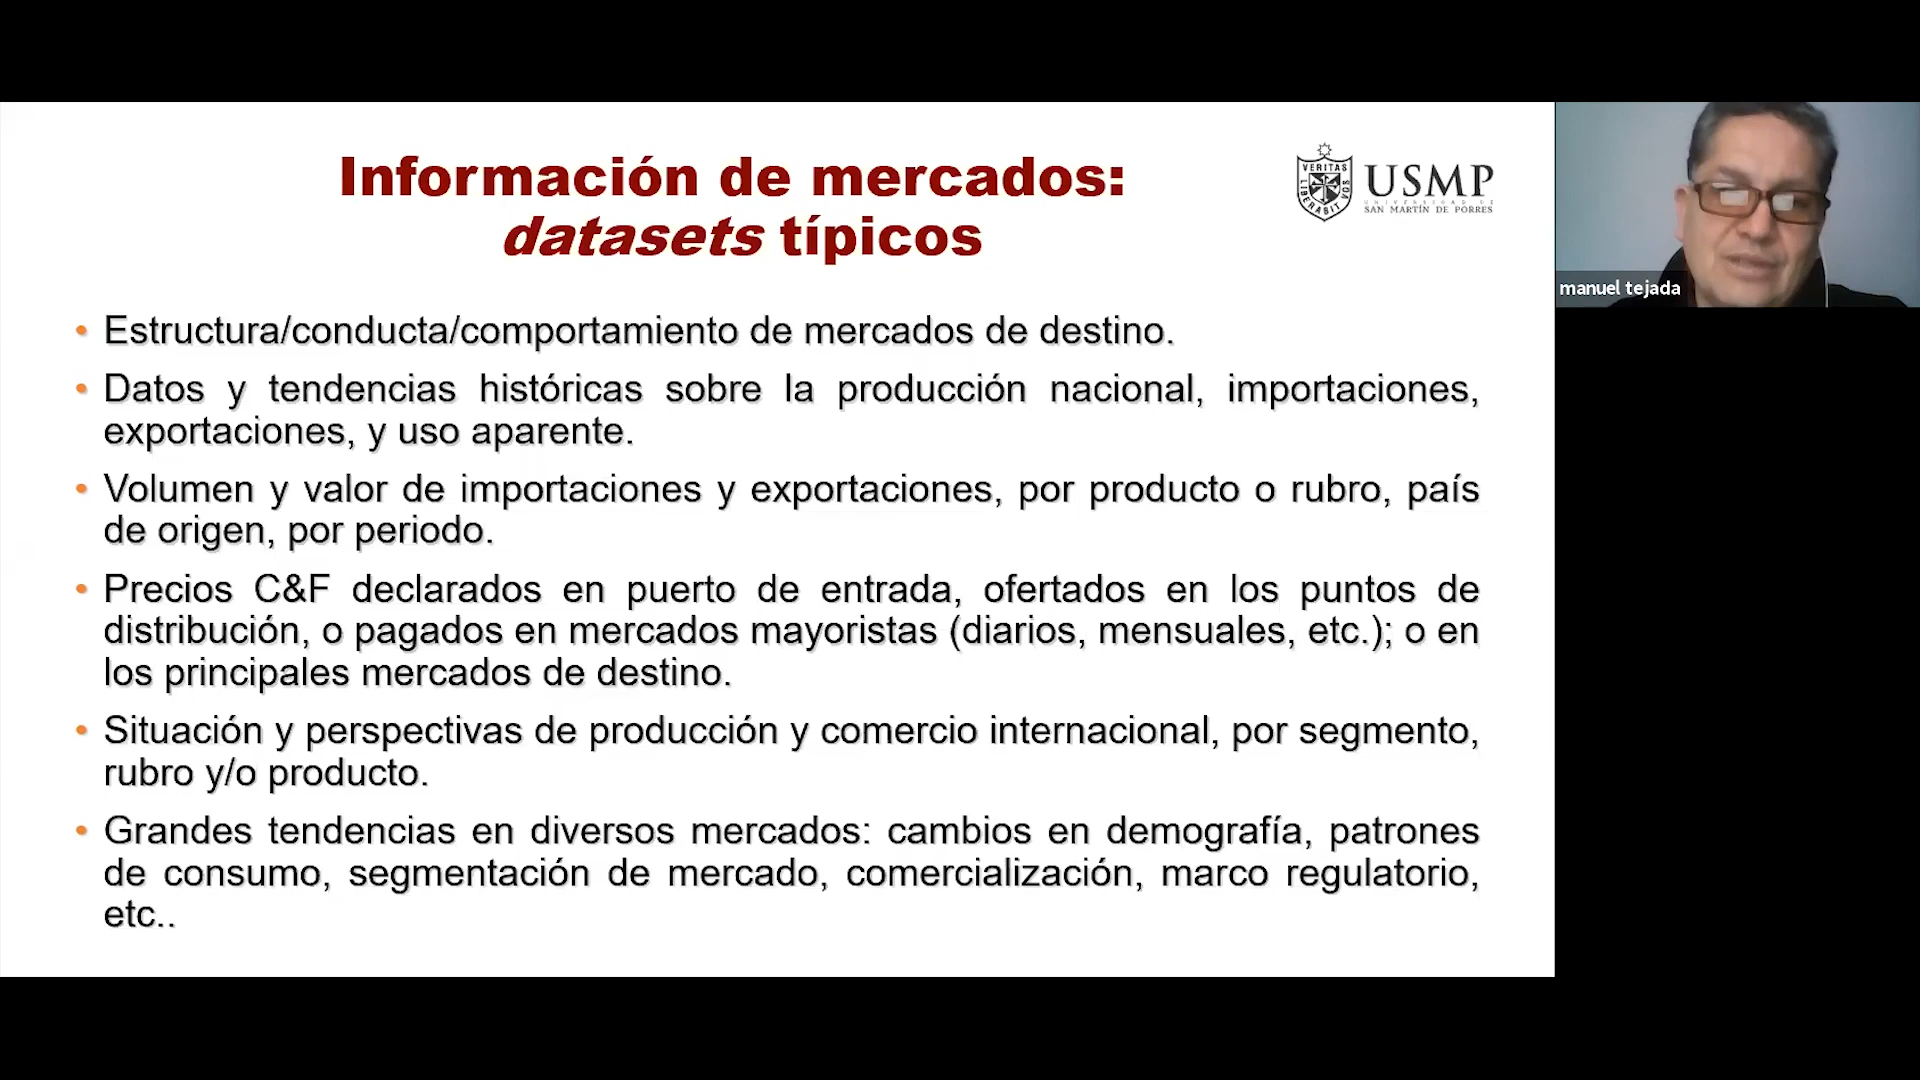 Información de mercados:
datasets típicos
VERITAS
LIBERABIT VOS
USMP
UNIVERSIDAD DE
SAN MARTÍN DE PORRES
manuel tejada
• Estructura/conducta/comportamiento de mercados de destino.
• Datos y tendencias históricas sobre la producción nacional, importaciones,
exportaciones, y uso aparente.
• Volumen y valor de importaciones y exportaciones, por producto o rubro, país
de origen, por periodo.
• Precios C&F declarados en puerto de entrada, ofertados en los puntos de
distribución, o pagados en mercados mayoristas (diarios, mensuales, etc.); o en
los principales mercados de destino.
• Situación y perspectivas de producción y comercio internacional, por segmento,
rubro y/o producto.
• Grandes tendencias en diversos mercados: cambios en demografía, patrones
de consumo, segmentación de mercado, comercialización, marco regulatorio,
etc..